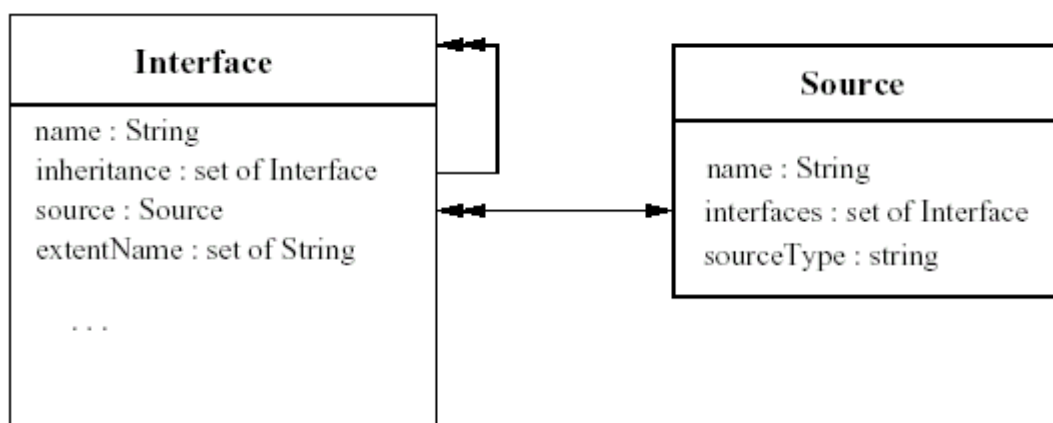 Interface
name : String
inheritance : set of Interface
source : Source
extentName : set of String
. . .
Source
name : String
interfaces : set of Interface
sourceType : string